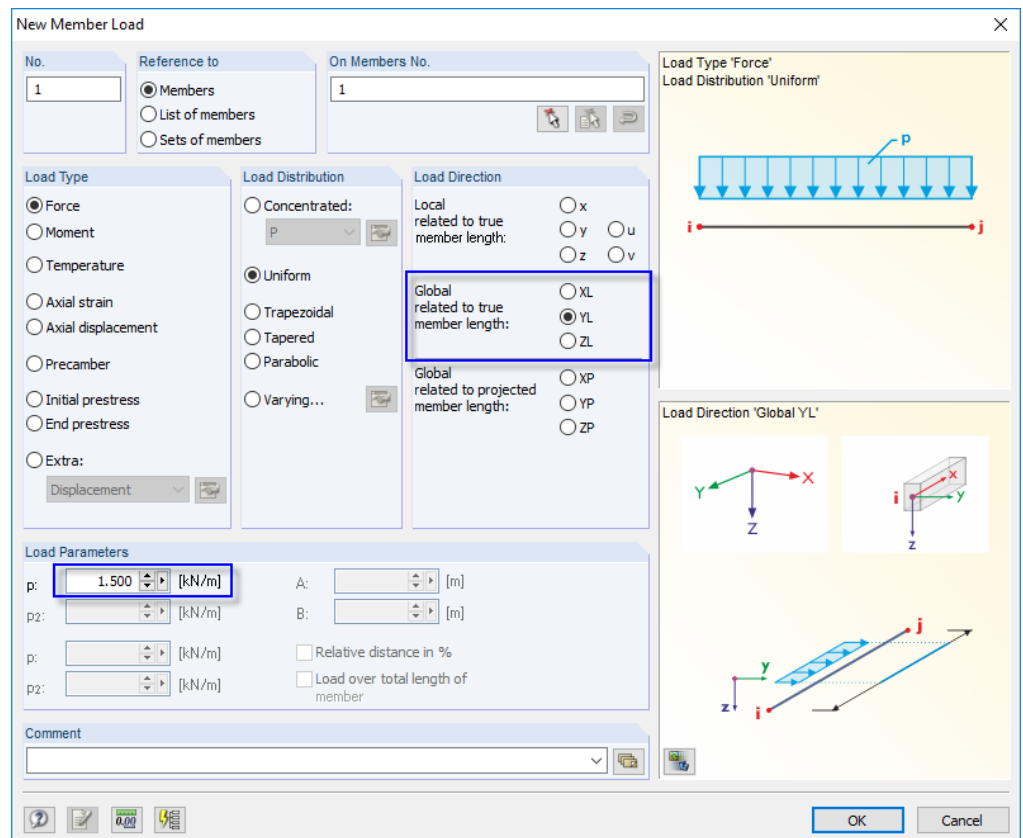 New Member Load
No.
1
Reference to
Members
List of members
Sets of members
On Members No.
1
Load Type
Force
Moment
Temperature
Axial strain
Axial displacement
Precamber
Initial prestress
End prestress
Extra:
Displacement
Load Distribution
Concentrated:
P
Uniform
Trapezoidal
Tapered
Parabolic
Varying...
Load Direction
Local
related to true
member length:
x
y
u
z
v
Global
related to true
member length:
XL
YL
ZL
Global
related to projected
member length:
XP
YP
ZP
Load Parameters
p: 1.500 [kN/m]
p2: [kN/m]
p: [kN/m]
p2: [kN/m]
A: [m]
B: [m]
Relative distance in %
Load over total length of
member
Comment
Load Type 'Force'
Load Distribution 'Uniform'
p
i
j
Load Direction 'Global YL'
Y
X
Z
i
x
y
z
j
y
z
i
0.00
OK
Cancel